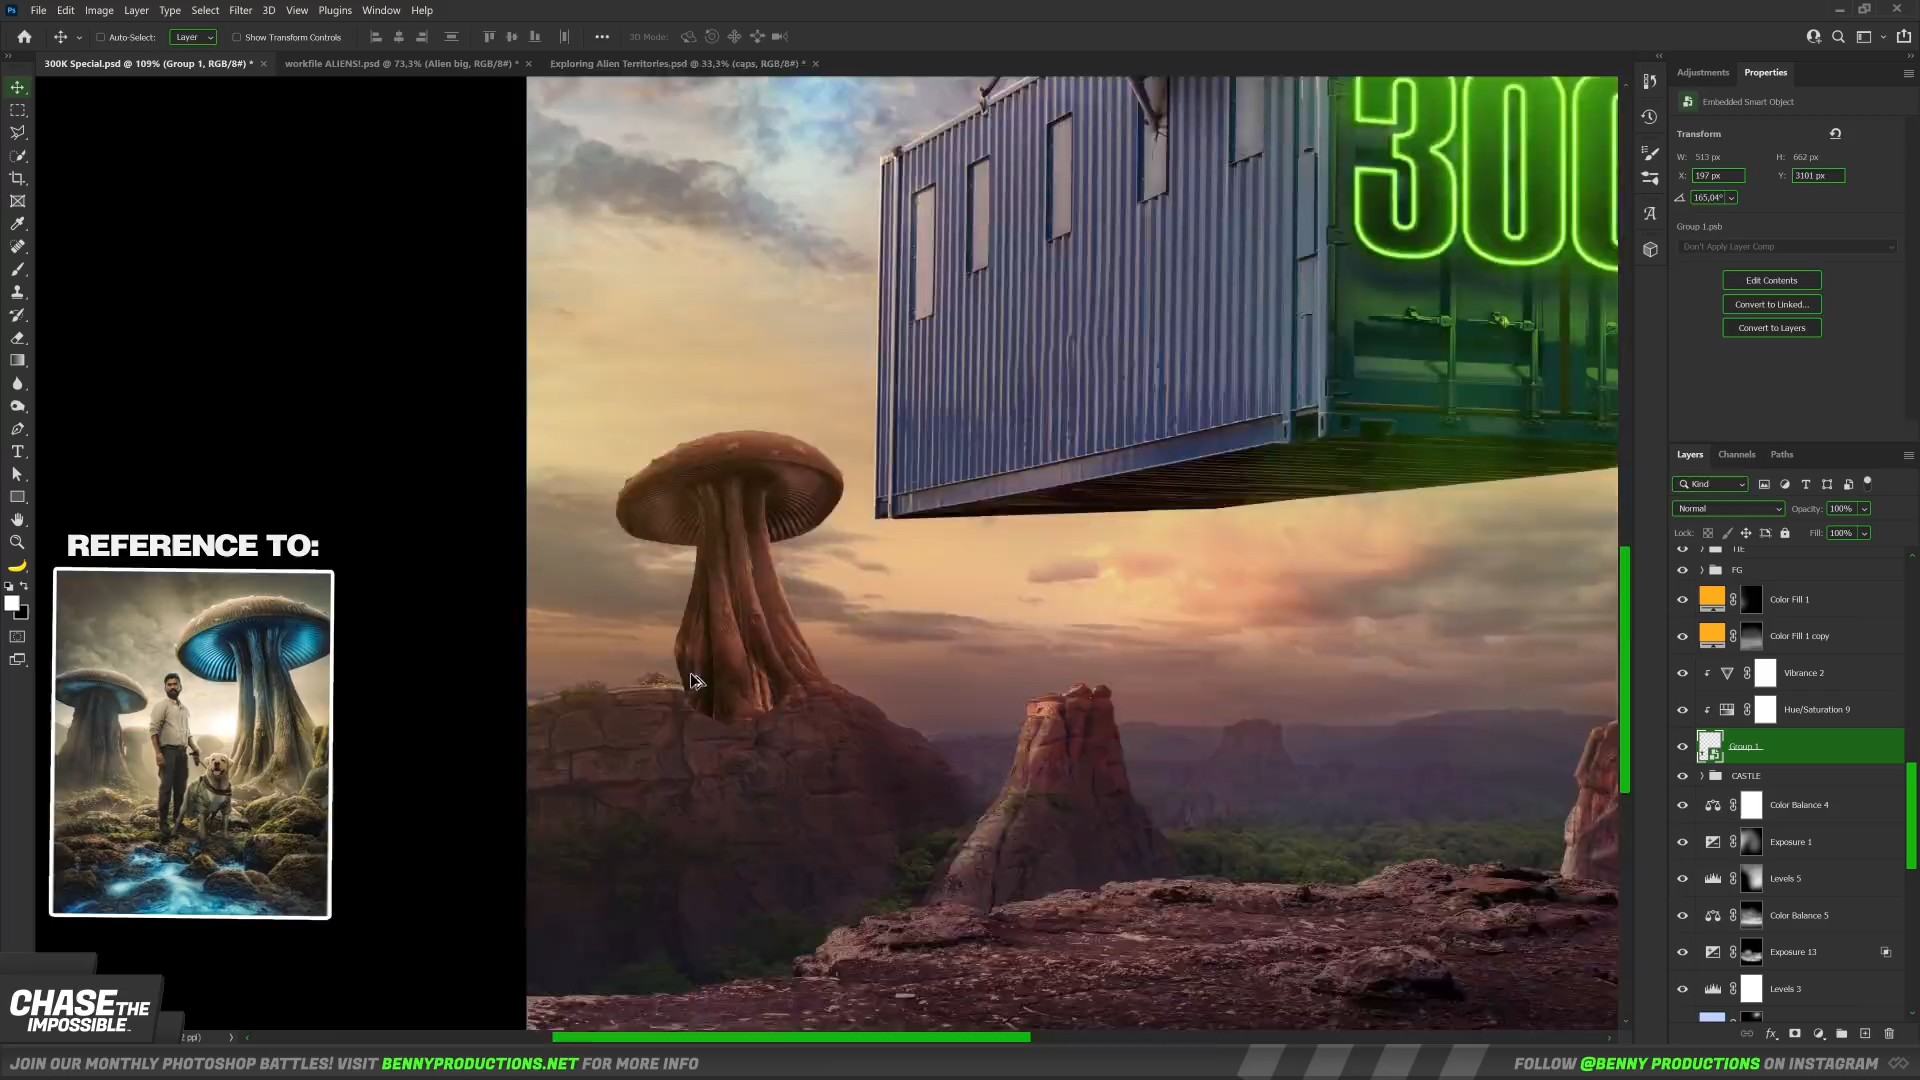 File Edit Image Layer Type Select Filter 3D View Plugins Window Help
Auto-Select: Layer Show Transform Controls 3D Mode:
300K Special.psd @ 109% (Group 1, RGB/8#) * workfile ALIENS!.psd @ 73,3% (Alien big, RGB/8#) * Exploring Alien Territories.psd @ 33,3% (caps, RGB/8#) *
Adjustments Properties
Embedded Smart Object
Transform
W: 513 px H: 662 px
X: 197 px Y: 3101 px
165,04°
Group 1.psb
Don't Apply Layer Comp
Edit Contents
Convert to Linked...
Convert to Layers
300
REFERENCE TO:
Layers Channels Paths
Kind
Normal Opacity: 100%
Lock: Fill: 100%
TIE
FG
Color Fill 1
Color Fill 1 copy
Vibrance 2
Hue/Saturation 9
Group 1
CASTLE
Color Balance 4
Exposure 1
Levels 5
Color Balance 5
Exposure 13
Levels 3
CHASE THE
IMPOSSIBLE.
ppi)
JOIN OUR MONTHLY PHOTOSHOP BATTLES! VISIT BENNYPRODUCTIONS.NET FOR MORE INFO
FOLLOW @BENNY PRODUCTIONS ON INSTAGRAM